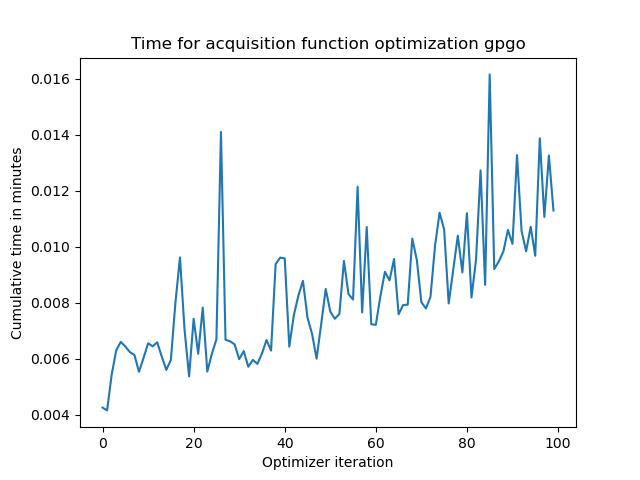 Time for acquisition function optimization gpgo
Cumulative time in minutes
0.016
0.014
0.012
0.010
0.008
0.006
0.004
0 20 40 60 80 100
Optimizer iteration